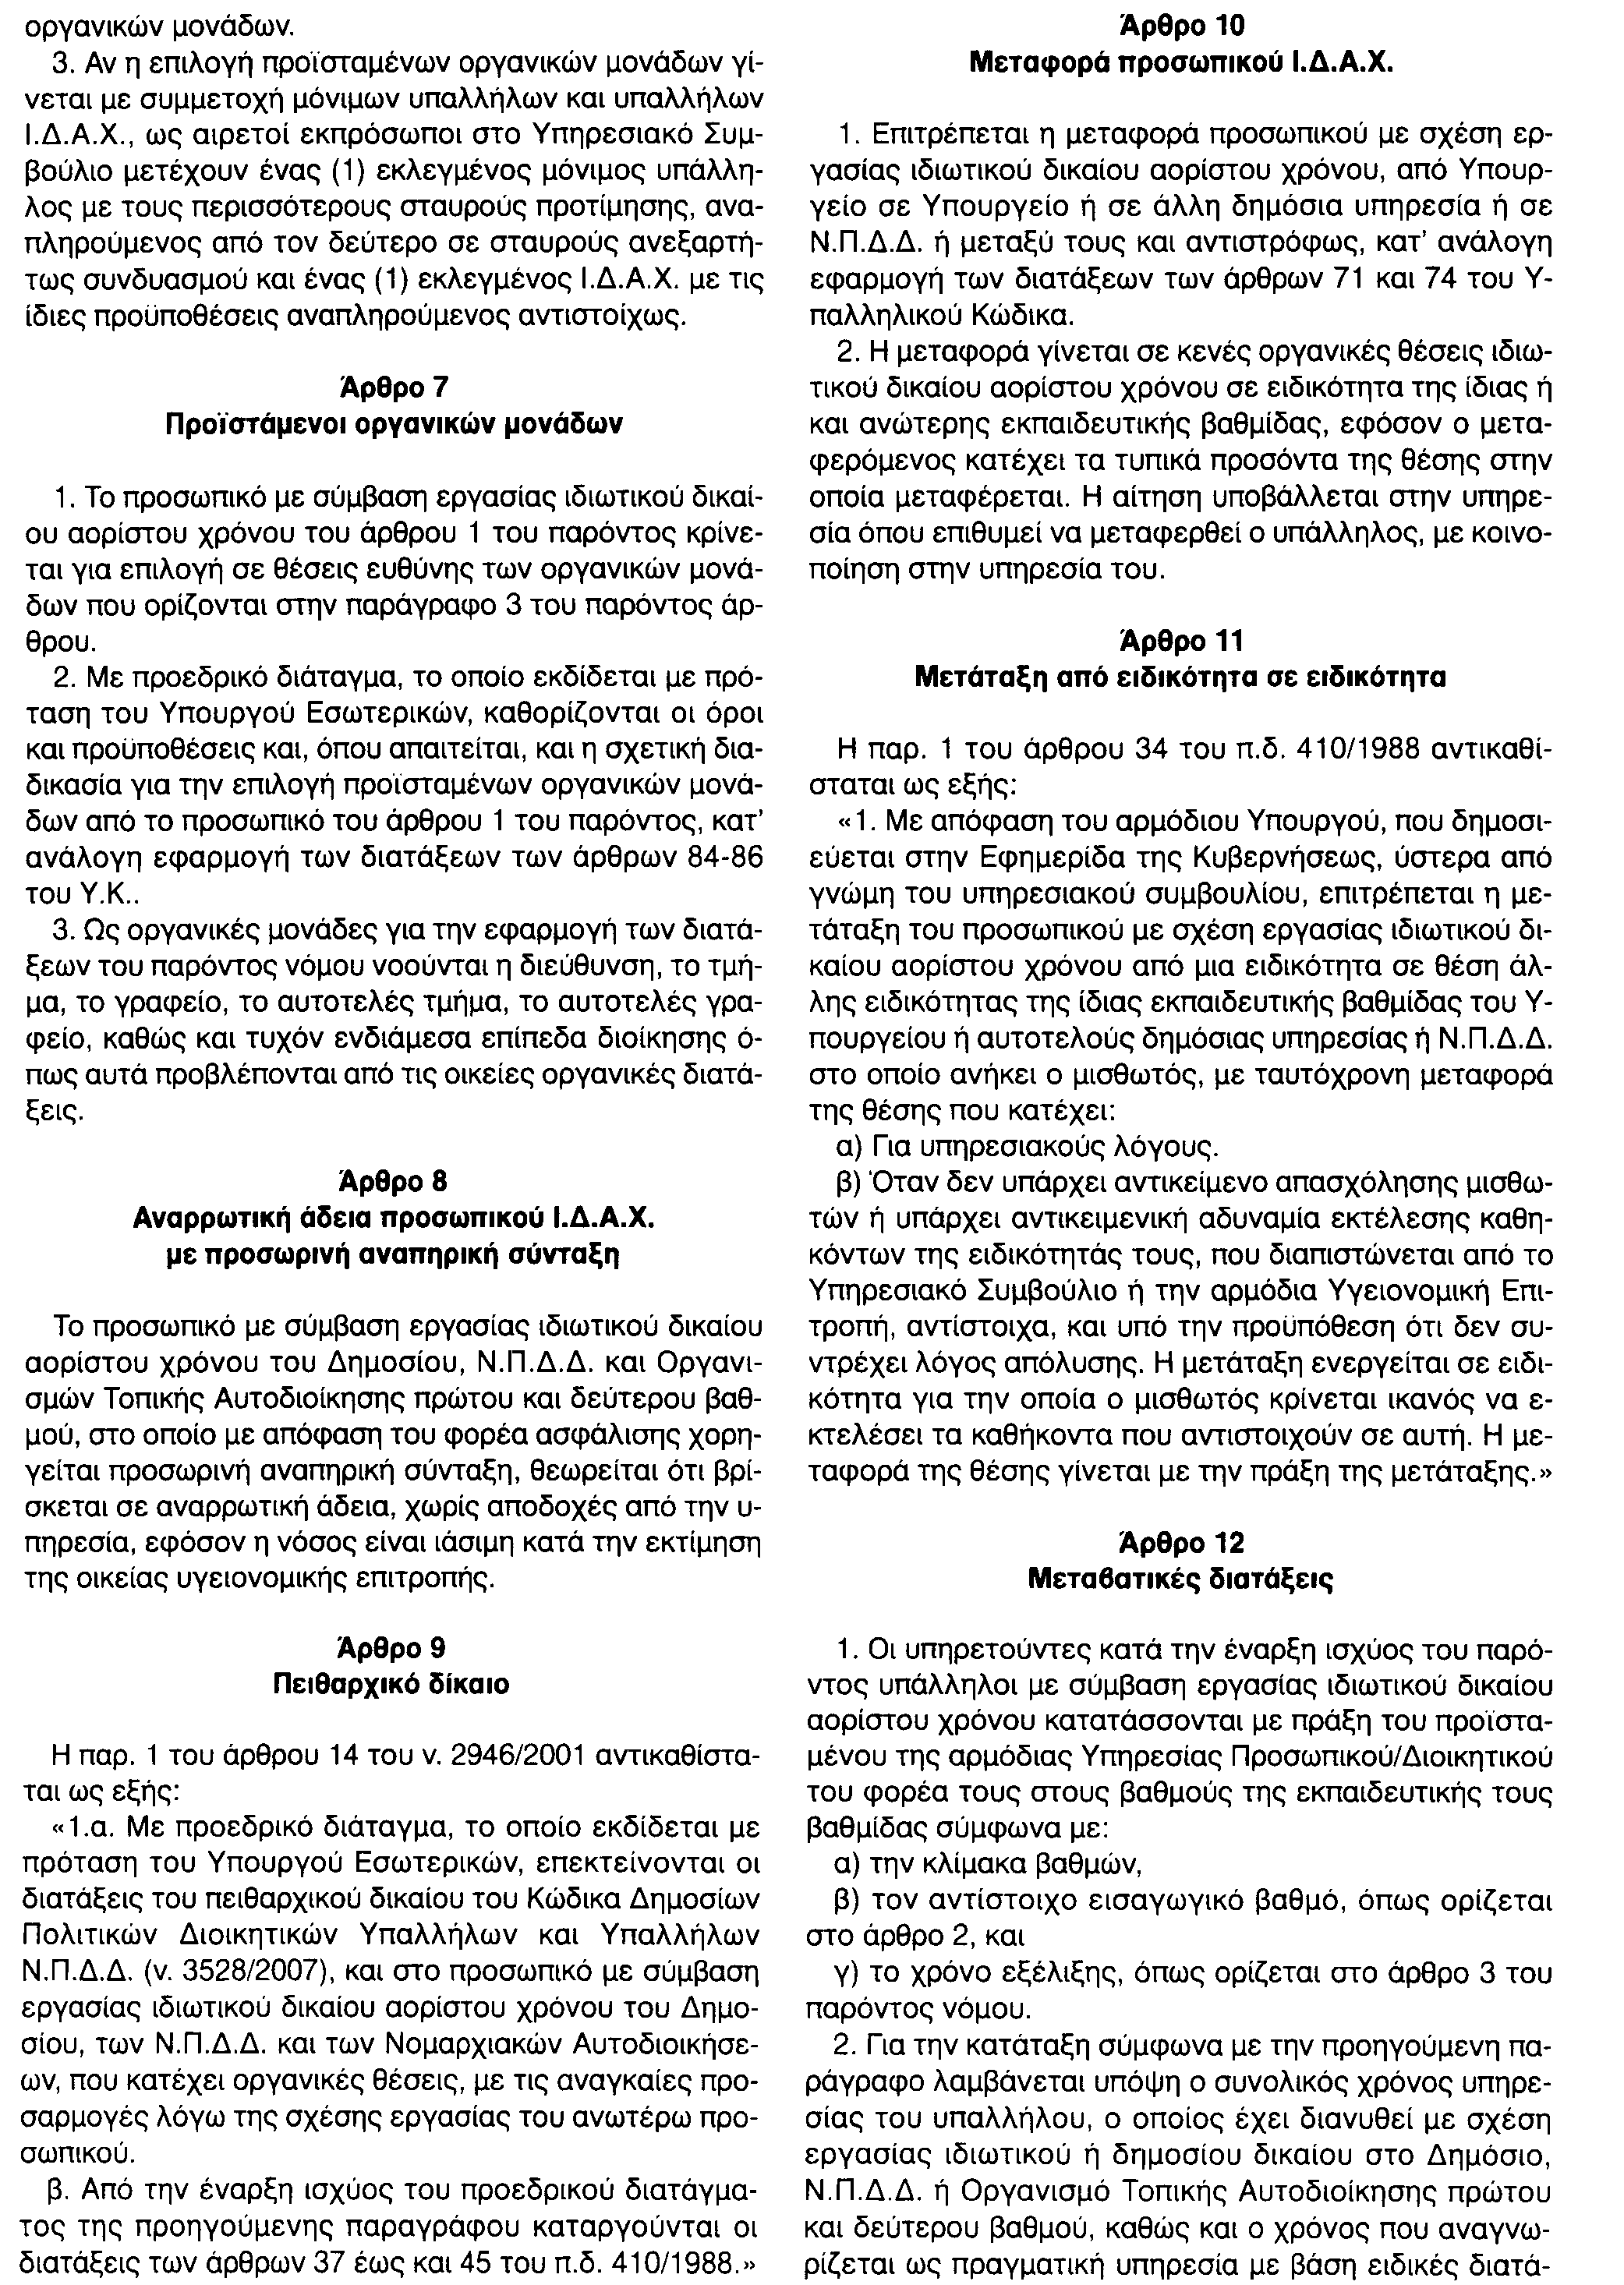 οργανικών μονάδων.
3. Αν η επιλογή προϊσταμένων οργανικών μονάδων γί-
νεται με συμμετοχή μόνιμων υπαλλήλων και υπαλλήλων
Ι.Δ.Α.Χ., ως αιρετοί εκπρόσωποι στο Υπηρεσιακό Συμ-
βούλιο μετέχουν ένας (1) εκλεγμένος μόνιμος υπάλλη-
λος με τους περισσότερους σταυρούς προτίμησης, ανα-
πληρούμενος από τον δεύτερο σε σταυρούς ανεξαρτή-
τως συνδυασμού και ένας (1) εκλεγμένος Ι.Δ.Α.Χ. με τις
ίδιες προϋποθέσεις αναπληρούμενος αντιστοίχως.
Άρθρο 7
Προϊστάμενοι οργανικών μονάδων
1. Το προσωπικό με σύμβαση εργασίας ιδιωτικού δικαί-
ου αορίστου χρόνου του άρθρου 1 του παρόντος κρίνε-
ται για επιλογή σε θέσεις ευθύνης των οργανικών μονά-
δων που ορίζονται στην παράγραφο 3 του παρόντος άρ-
θρου.
2. Με προεδρικό διάταγμα, το οποίο εκδίδεται με πρό-
ταση του Υπουργού Εσωτερικών, καθορίζονται οι όροι
και προϋποθέσεις και, όπου απαιτείται, και η σχετική δια-
δικασία για την επιλογή προϊσταμένων οργανικών μονά-
δων από το προσωπικό του άρθρου 1 του παρόντος, κατ’
ανάλογη εφαρμογή των διατάξεων των άρθρων 84-86
του Υ.Κ..
3. Ως οργανικές μονάδες για την εφαρμογή των διατά-
ξεων του παρόντος νόμου νοούνται η διεύθυνση, το τμή-
μα, το γραφείο, το αυτοτελές τμήμα, το αυτοτελές γρα-
φείο, καθώς και τυχόν ενδιάμεσα επίπεδα διοίκησης ό-
πως αυτά προβλέπονται από τις οικείες οργανικές διατά-
ξεις.
Άρθρο 8
Αναρρωτική άδεια προσωπικού Ι.Δ.Α.Χ.
με προσωρινή αναπηρική σύνταξη
Το προσωπικό με σύμβαση εργασίας ιδιωτικού δικαίου
αορίστου χρόνου του Δημοσίου, Ν.Π.Δ.Δ. και Οργανι-
σμών Τοπικής Αυτοδιοίκησης πρώτου και δεύτερου βαθ-
μού, στο οποίο με απόφαση του φορέα ασφάλισης χορη-
γείται προσωρινή αναπηρική σύνταξη, θεωρείται ότι βρί-
σκεται σε αναρρωτική άδεια, χωρίς αποδοχές από την υ-
πηρεσία, εφόσον η νόσος είναι ιάσιμη κατά την εκτίμηση
της οικείας υγειονομικής επιτροπής.
Άρθρο 9
Πειθαρχικό δίκαιο
Η παρ. 1 του άρθρου 14 του ν. 2946/2001 αντικαθίστα-
ται ως εξής:
«1.α. Με προεδρικό διάταγμα, το οποίο εκδίδεται με
πρόταση του Υπουργού Εσωτερικών, επεκτείνονται οι
διατάξεις του πειθαρχικού δικαίου του Κώδικα Δημοσίων
Πολιτικών Διοικητικών Υπαλλήλων και Υπαλλήλων
Ν.Π.Δ.Δ. (ν. 3528/2007), και στο προσωπικό με σύμβαση
εργασίας ιδιωτικού δικαίου αορίστου χρόνου του Δημο-
σίου, των Ν.Π.Δ.Δ. και των Νομαρχιακών Αυτοδιοικήσε-
ων, που κατέχει οργανικές θέσεις, με τις αναγκαίες προ-
σαρμογές λόγω της σχέσης εργασίας του ανωτέρω προ-
σωπικού.
β. Από την έναρξη ισχύος του προεδρικού διατάγμα-
τος της προηγούμενης παραγράφου καταργούνται οι
διατάξεις των άρθρων 37 έως και 45 του π.δ. 410/1988.»
Άρθρο 10
Μεταφορά προσωπικού Ι.Δ.Α.Χ.
1. Επιτρέπεται η μεταφορά προσωπικού με σχέση ερ-
γασίας ιδιωτικού δικαίου αορίστου χρόνου, από Υπουρ-
γείο σε Υπουργείο ή σε άλλη δημόσια υπηρεσία ή σε
Ν.Π.Δ.Δ. ή μεταξύ τους και αντιστρόφως, κατ’ ανάλογη
εφαρμογή των διατάξεων των άρθρων 71 και 74 του Υ-
παλληλικού Κώδικα.
2. Η μεταφορά γίνεται σε κενές οργανικές θέσεις ιδιω-
τικού δικαίου αορίστου χρόνου σε ειδικότητα της ίδιας ή
και ανώτερης εκπαιδευτικής βαθμίδας, εφόσον ο μετα-
φερόμενος κατέχει τα τυπικά προσόντα της θέσης στην
οποία μεταφέρεται. Η αίτηση υποβάλλεται στην υπηρε-
σία όπου επιθυμεί να μεταφερθεί ο υπάλληλος, με κοινο-
ποίηση στην υπηρεσία του.
Άρθρο 11
Μετάταξη από ειδικότητα σε ειδικότητα
Η παρ. 1 του άρθρου 34 του π.δ. 410/1988 αντικαθί-
σταται ως εξής:
«1. Με απόφαση του αρμόδιου Υπουργού, που δημοσι-
εύεται στην Εφημερίδα της Κυβερνήσεως, ύστερα από
γνώμη του υπηρεσιακού συμβουλίου, επιτρέπεται η με-
τάταξη του προσωπικού με σχέση εργασίας ιδιωτικού δι-
καίου αορίστου χρόνου από μια ειδικότητα σε θέση άλ-
λης ειδικότητας της ίδιας εκπαιδευτικής βαθμίδας του Υ-
πουργείου ή αυτοτελούς δημόσιας υπηρεσίας ή Ν.Π.Δ.Δ.
στο οποίο ανήκει ο μισθωτός, με ταυτόχρονη μεταφορά
της θέσης που κατέχει:
α) Για υπηρεσιακούς λόγους.
β) Όταν δεν υπάρχει αντικείμενο απασχόλησης μισθω-
τών ή υπάρχει αντικειμενική αδυναμία εκτέλεσης καθη-
κόντων της ειδικότητάς τους, που διαπιστώνεται από το
Υπηρεσιακό Συμβούλιο ή την αρμόδια Υγειονομική Επι-
τροπή, αντίστοιχα, και υπό την προϋπόθεση ότι δεν συ-
ντρέχει λόγος απόλυσης. Η μετάταξη ενεργείται σε ειδι-
κότητα για την οποία ο μισθωτός κρίνεται ικανός να ε-
κτελέσει τα καθήκοντα που αντιστοιχούν σε αυτή. Η με-
ταφορά της θέσης γίνεται με την πράξη της μετάταξης.»
Άρθρο 12
Μεταβατικές διατάξεις
1. Οι υπηρετούντες κατά την έναρξη ισχύος του παρό-
ντος υπάλληλοι με σύμβαση εργασίας ιδιωτικού δικαίου
αορίστου χρόνου κατατάσσονται με πράξη του προϊστα-
μένου της αρμόδιας Υπηρεσίας Προσωπικού/Διοικητικού
του φορέα τους στους βαθμούς της εκπαιδευτικής τους
βαθμίδας σύμφωνα με:
α) την κλίμακα βαθμών,
β) τον αντίστοιχο εισαγωγικό βαθμό, όπως ορίζεται
στο άρθρο 2, και
γ) το χρόνο εξέλιξης, όπως ορίζεται στο άρθρο 3 του
παρόντος νόμου.
2. Για την κατάταξη σύμφωνα με την προηγούμενη πα-
ράγραφο λαμβάνεται υπόψη ο συνολικός χρόνος υπηρε-
σίας του υπαλλήλου, ο οποίος έχει διανυθεί με σχέση
εργασίας ιδιωτικού ή δημοσίου δικαίου στο Δημόσιο,
Ν.Π.Δ.Δ. ή Οργανισμό Τοπικής Αυτοδιοίκησης πρώτου
και δεύτερου βαθμού, καθώς και ο χρόνος που αναγνω-
ρίζεται ως πραγματική υπηρεσία με βάση ειδικές διατά-